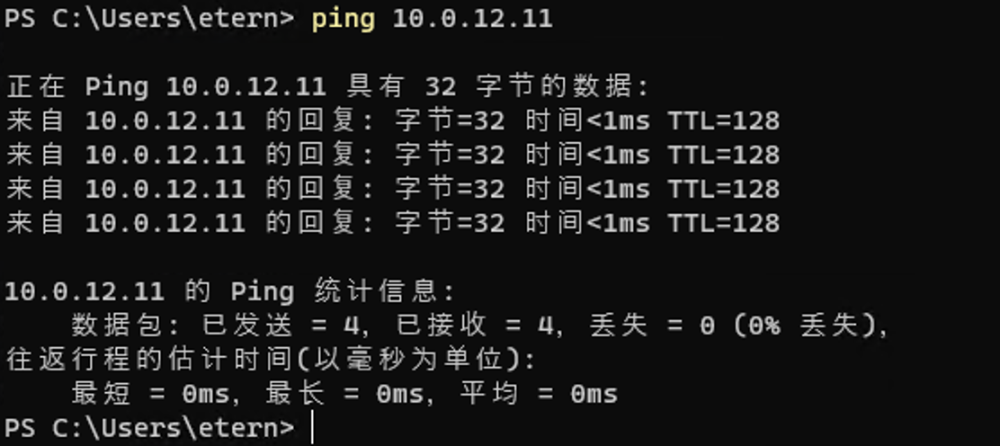 PS C:\Users\etern> ping 10.0.12.11
正在 Ping 10.0.12.11 具有 32 字节的数据:
来自 10.0.12.11 的回复: 字节=32 时间<1ms TTL=128
来自 10.0.12.11 的回复: 字节=32 时间<1ms TTL=128
来自 10.0.12.11 的回复: 字节=32 时间<1ms TTL=128
来自 10.0.12.11 的回复: 字节=32 时间<1ms TTL=128
10.0.12.11 的 Ping 统计信息:
数据包: 已发送 = 4, 已接收 = 4, 丢失 = 0 (0% 丢失),
往返行程的估计时间(以毫秒为单位):
最短 = 0ms, 最长 = 0ms, 平均 = 0ms
PS C:\Users\etern>